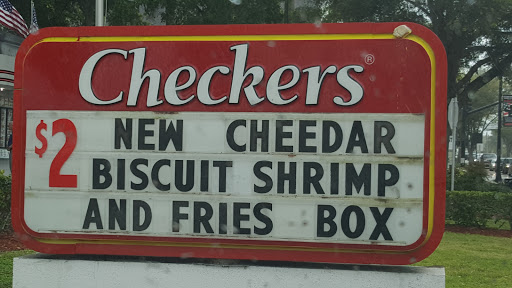 Checkers®
$2 NEW CHEEDAR
BISCUIT SHRIMP
AND FRIES BOX